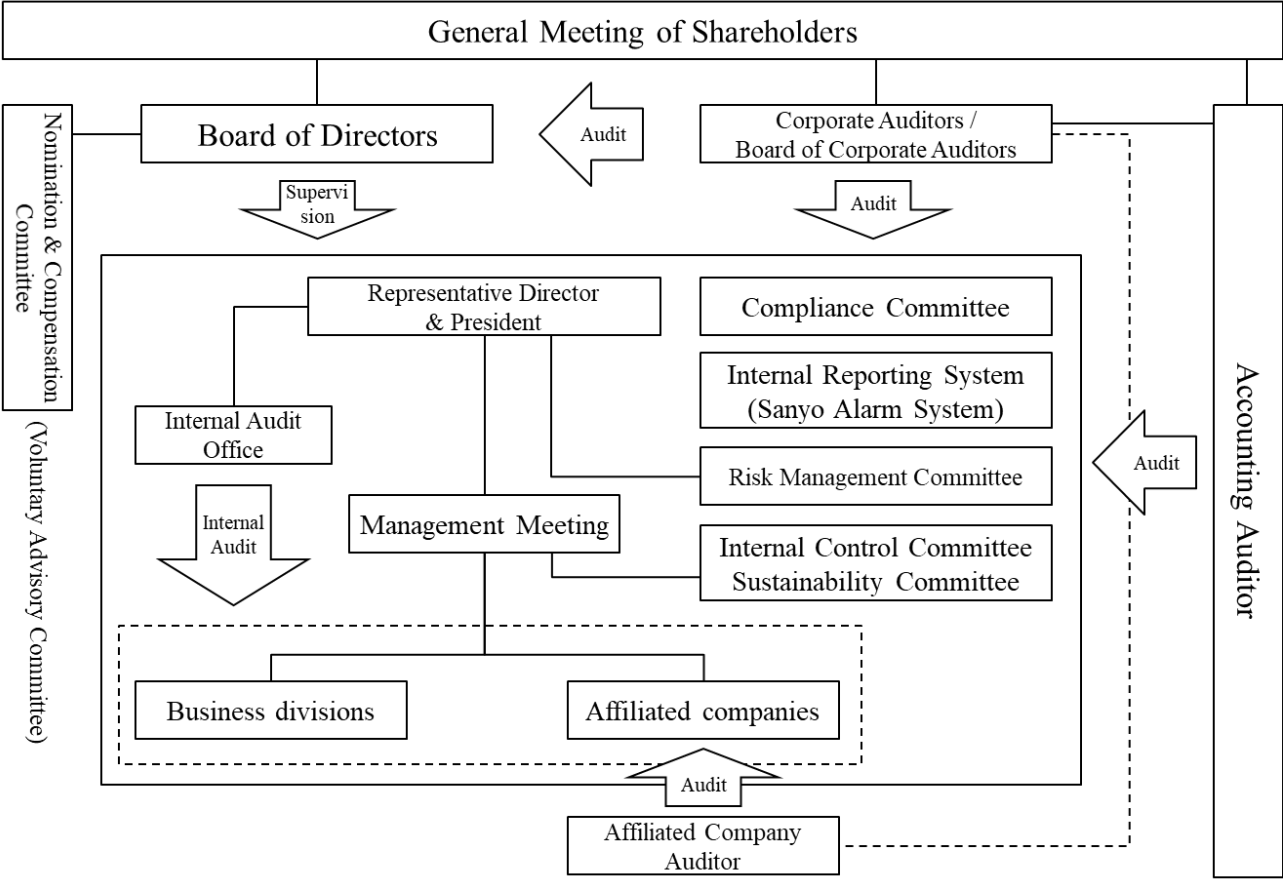 General Meeting of Shareholders
Nomination & Compensation
Committee
(Voluntary Advisory Committee)
Board of Directors
Audit
Corporate Auditors /
Board of Corporate Auditors
Supervi
sion
Audit
Representative Director
& President
Compliance Committee
Internal Reporting System
(Sanyo Alarm System)
Internal Audit
Office
Risk Management Committee
Audit
Accounting Auditor
Internal
Audit
Management Meeting
Internal Control Committee
Sustainability Committee
Business divisions
Affiliated companies
Audit
Affiliated Company
Auditor